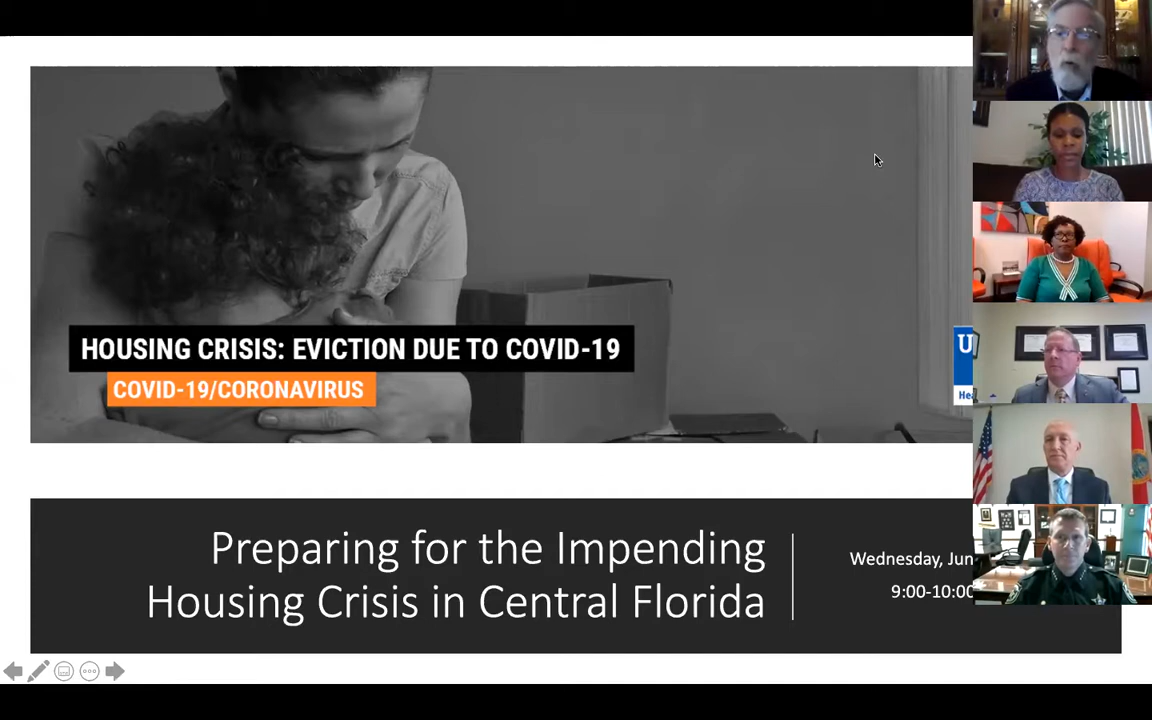 HOUSING CRISIS: EVICTION DUE TO COVID-19
COVID-19/CORONAVIRUS
U
Hea
Preparing for the Impending
Housing Crisis in Central Florida
Wednesday, Jun
9:00-10:00